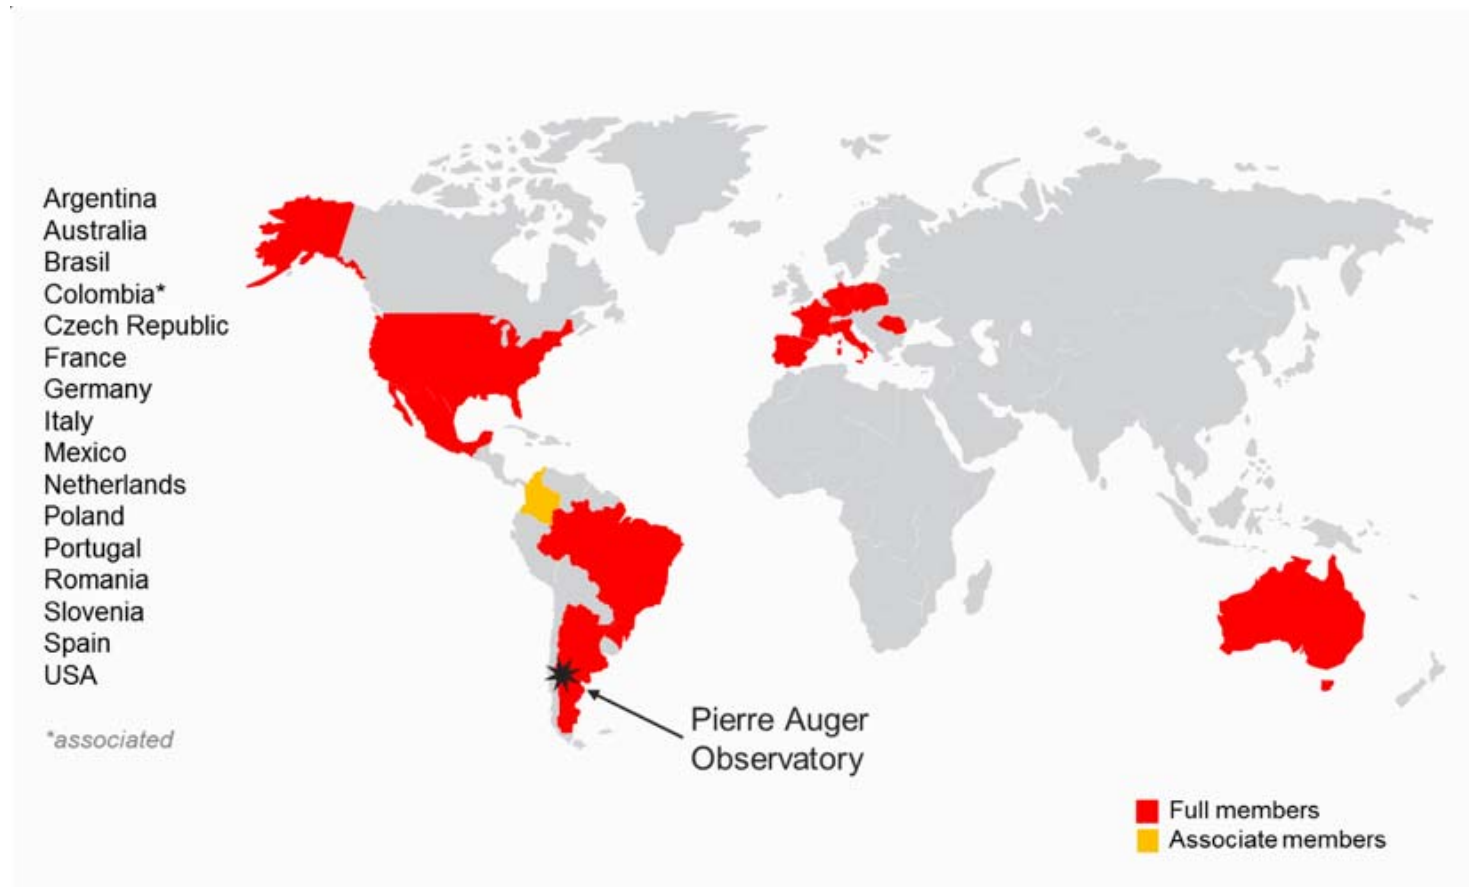 Argentina
Australia
Brasil
Colombia*
Czech Republic
France
Germany
Italy
Mexico
Netherlands
Poland
Portugal
Romania
Slovenia
Spain
USA
*associated
Pierre Auger
Observatory
Full members
Associate members